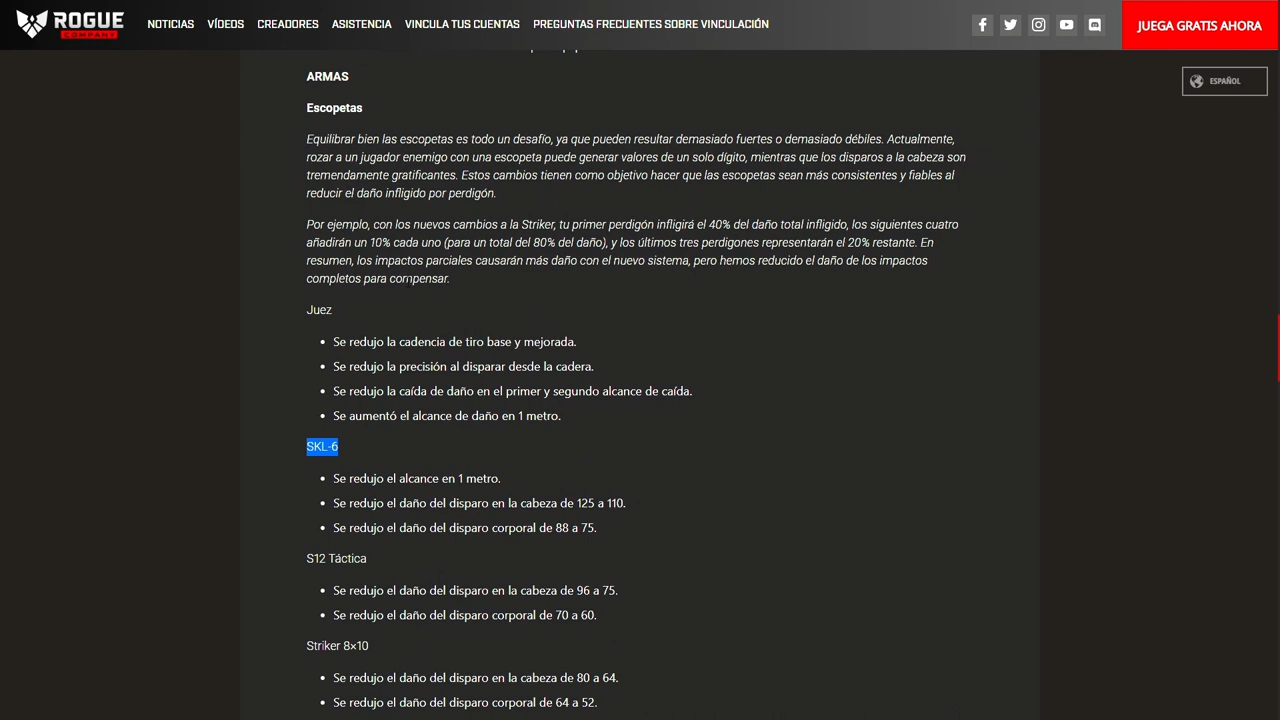 ROGUE
COMPANY
NOTICIAS VÍDEOS CREADORES ASISTENCIA VINCULA TUS CUENTAS PREGUNTAS FRECUENTES SOBRE VINCULACIÓN
JUEGA GRATIS AHORA
ESPAÑOL
ARMAS
Escopetas
Equilibrar bien las escopetas es todo un desafío, ya que pueden resultar demasiado fuertes o demasiado débiles. Actualmente,
rozar a un jugador enemigo con una escopeta puede generar valores de un solo dígito, mientras que los disparos a la cabeza son
tremendamente gratificantes. Estos cambios tienen como objetivo hacer que las escopetas sean más consistentes y fiables al
reducir el daño infligido por perdigón.
Por ejemplo, con los nuevos cambios a la Striker, tu primer perdigón infligirá el 40% del daño total infligido, los siguientes cuatro
añadirán un 10% cada uno (para un total del 80% del daño), y los últimos tres perdigones representarán el 20% restante. En
resumen, los impactos parciales causarán más daño con el nuevo sistema, pero hemos reducido el daño de los impactos
completos para compensar.
Juez
• Se redujo la cadencia de tiro base y mejorada.
• Se redujo la precisión al disparar desde la cadera.
• Se redujo la caída de daño en el primer y segundo alcance de caída.
• Se aumentó el alcance de daño en 1 metro.
SKL-6
• Se redujo el alcance en 1 metro.
• Se redujo el daño del disparo en la cabeza de 125 a 110.
• Se redujo el daño del disparo corporal de 88 a 75.
S12 Táctica
• Se redujo el daño del disparo en la cabeza de 96 a 75.
• Se redujo el daño del disparo corporal de 70 a 60.
Striker 8×10
• Se redujo el daño del disparo en la cabeza de 80 a 64.
• Se redujo el daño del disparo corporal de 64 a 52.